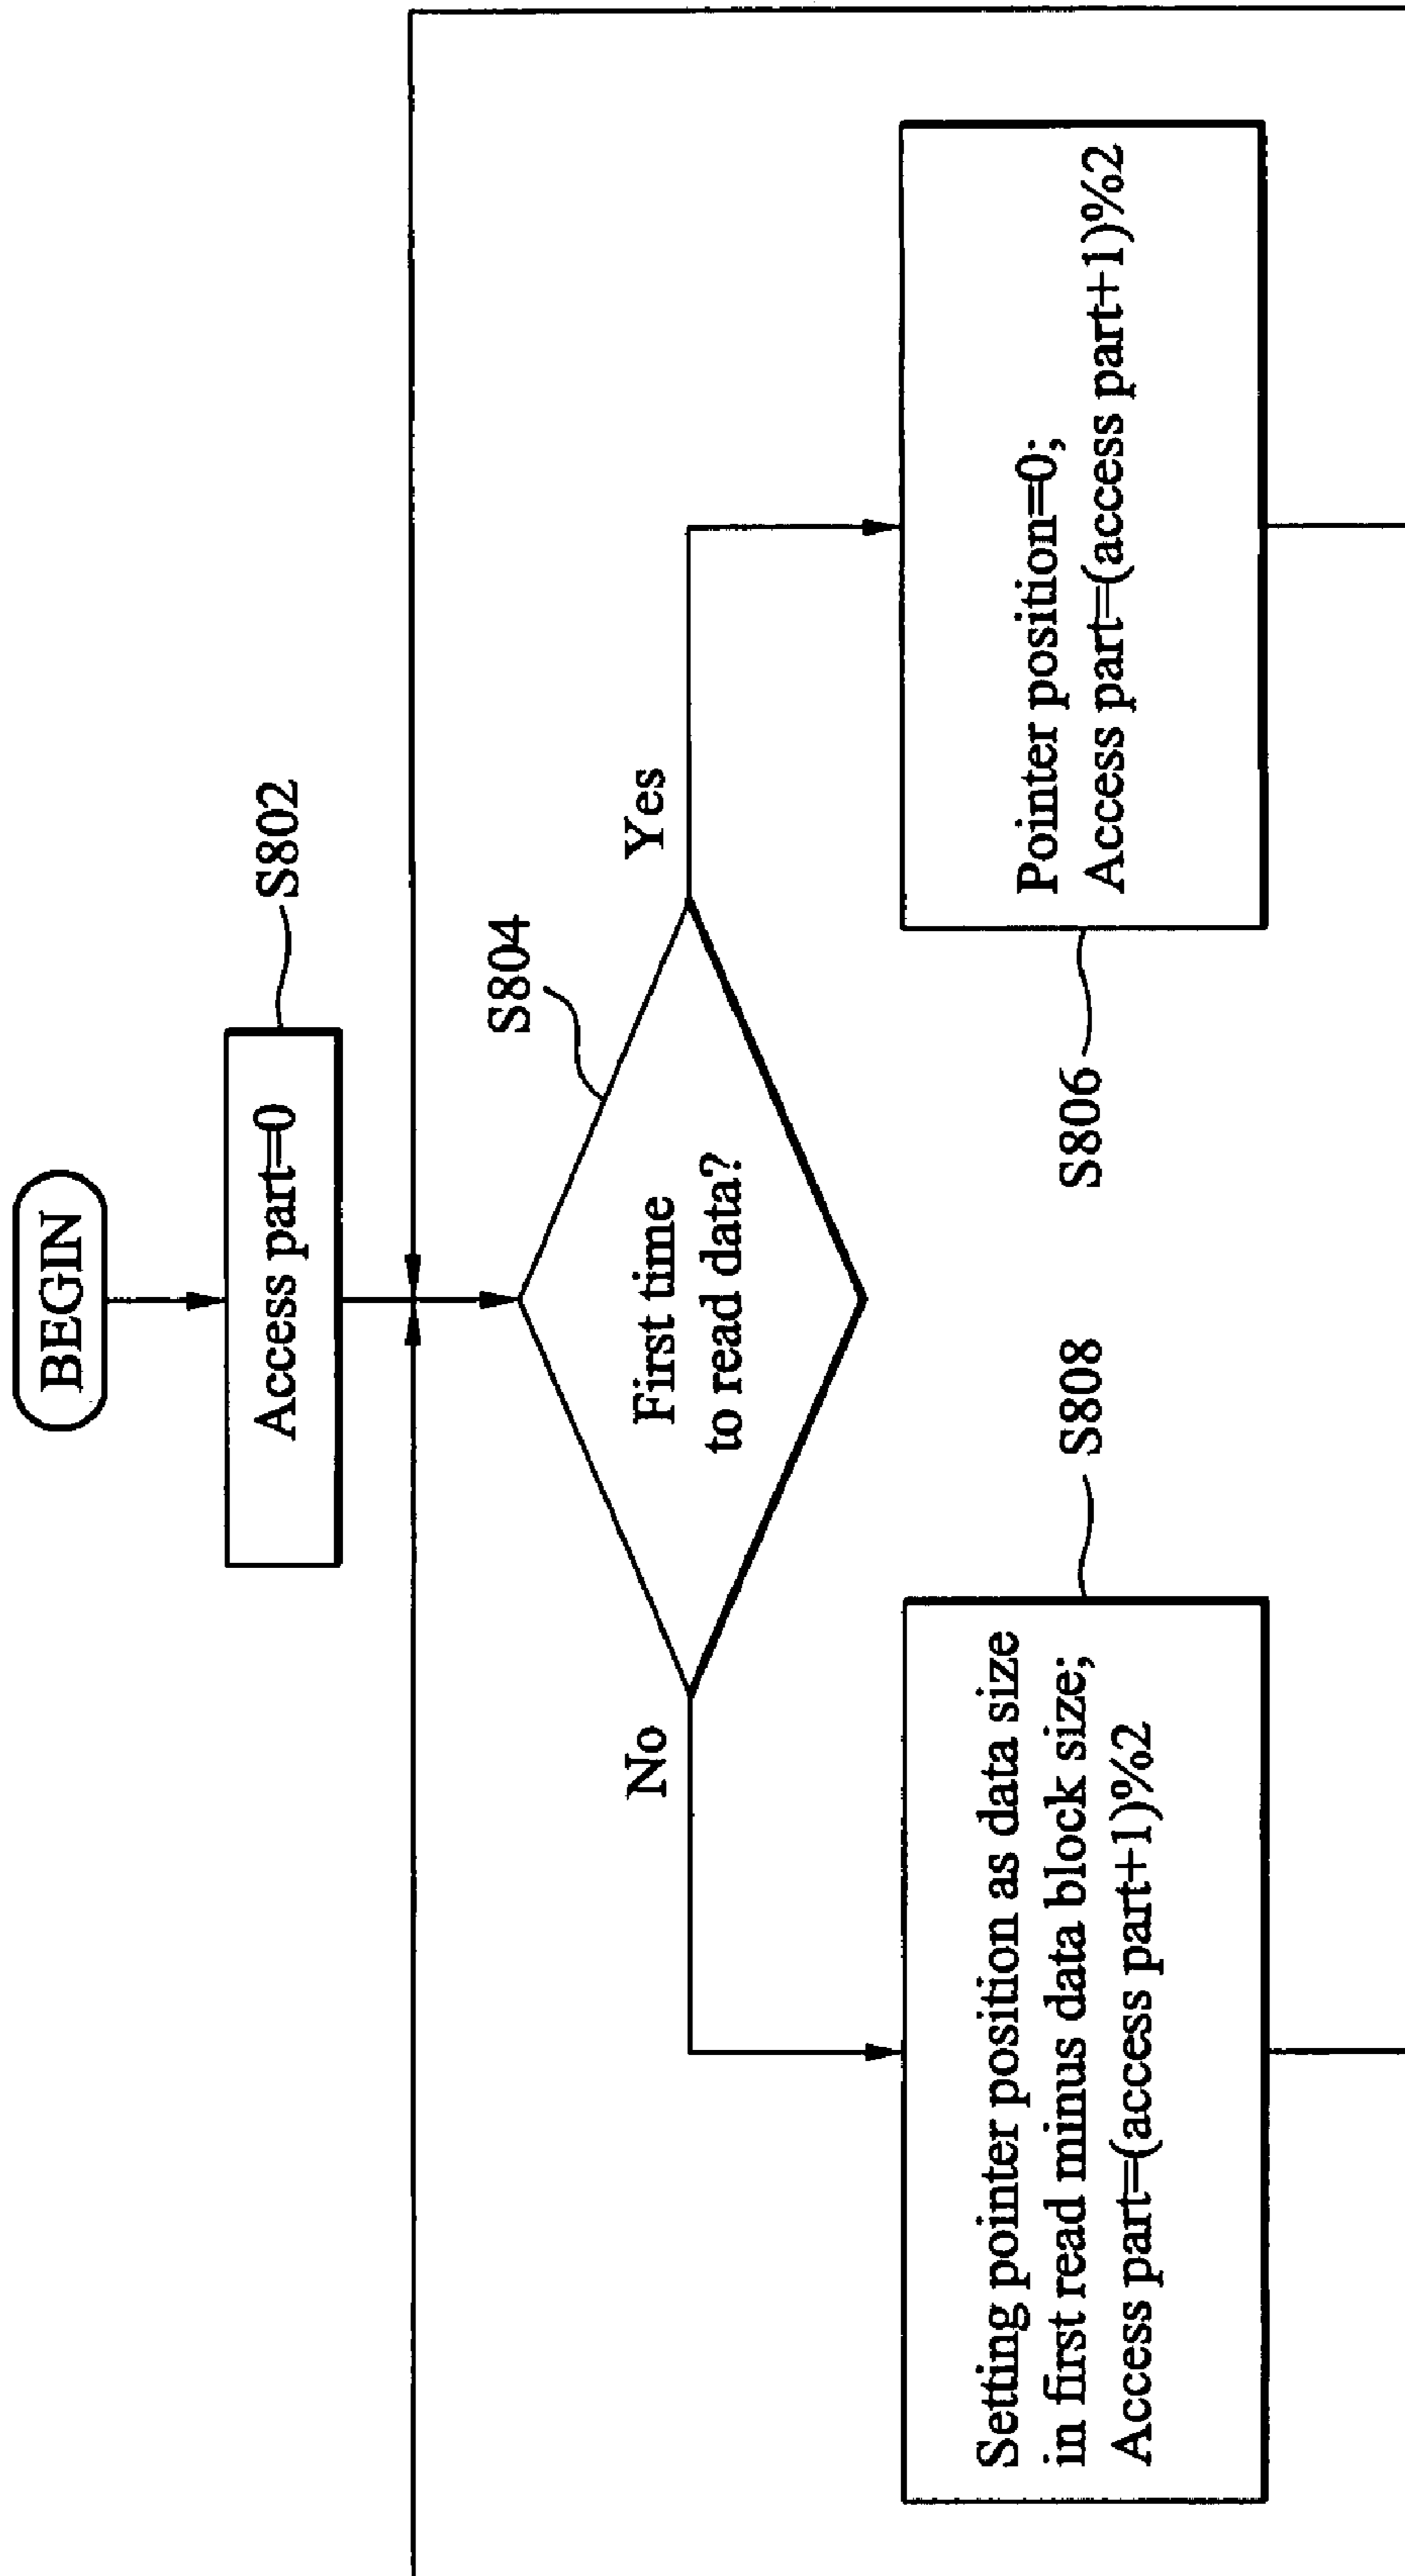 BEGIN
Access part=0
S802
S804
First time
to read data?
No
Yes
Setting pointer position as data size
in first read minus data block size;
Access part=(access part+1)%2
S808
S806
Pointer position=0;
Access part=(access part+1)%2